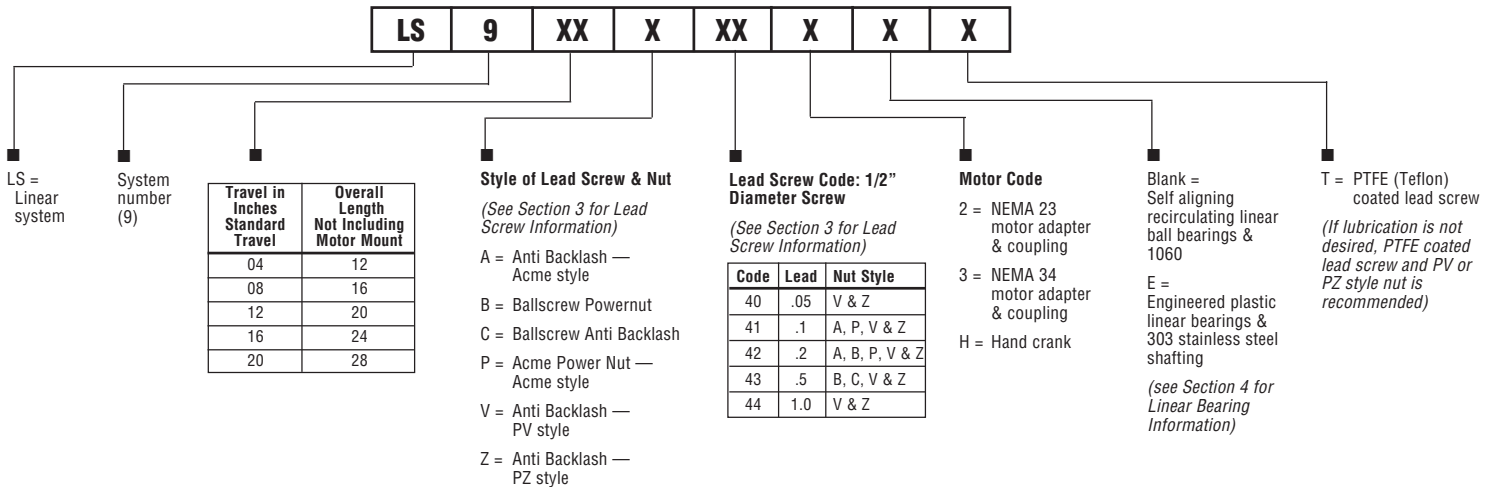 LS 9 XX X XX X X X
LS =
Linear
system
System
number
(9)
Travel in
Inches
Standard
Travel
Overall
Length
Not Including
Motor Mount
04 12
08 16
12 20
16 24
20 28
Style of Lead Screw & Nut
(See Section 3 for Lead
Screw Information)
A = Anti Backlash —
Acme style
B = Ballscrew Powernut
C = Ballscrew Anti Backlash
P = Acme Power Nut —
Acme style
V = Anti Backlash —
PV style
Z = Anti Backlash —
PZ style
Lead Screw Code: 1/2”
Diameter Screw
(See Section 3 for Lead
Screw Information)
Code Lead Nut Style
40 .05 V & Z
41 .1 A, P, V & Z
42 .2 A, B, P, V & Z
43 .5 B, C, V & Z
44 1.0 V & Z
Motor Code
2 = NEMA 23
motor adapter
& coupling
3 = NEMA 34
motor adapter
& coupling
H = Hand crank
Blank =
Self aligning
recirculating linear
ball bearings &
1060
E =
Engineered plastic
linear bearings &
303 stainless steel
shafting
(see Section 4 for
Linear Bearing
Information)
T = PTFE (Teflon)
coated lead screw
(If lubrication is not
desired, PTFE coated
lead screw and PV or
PZ style nut is
recommended)